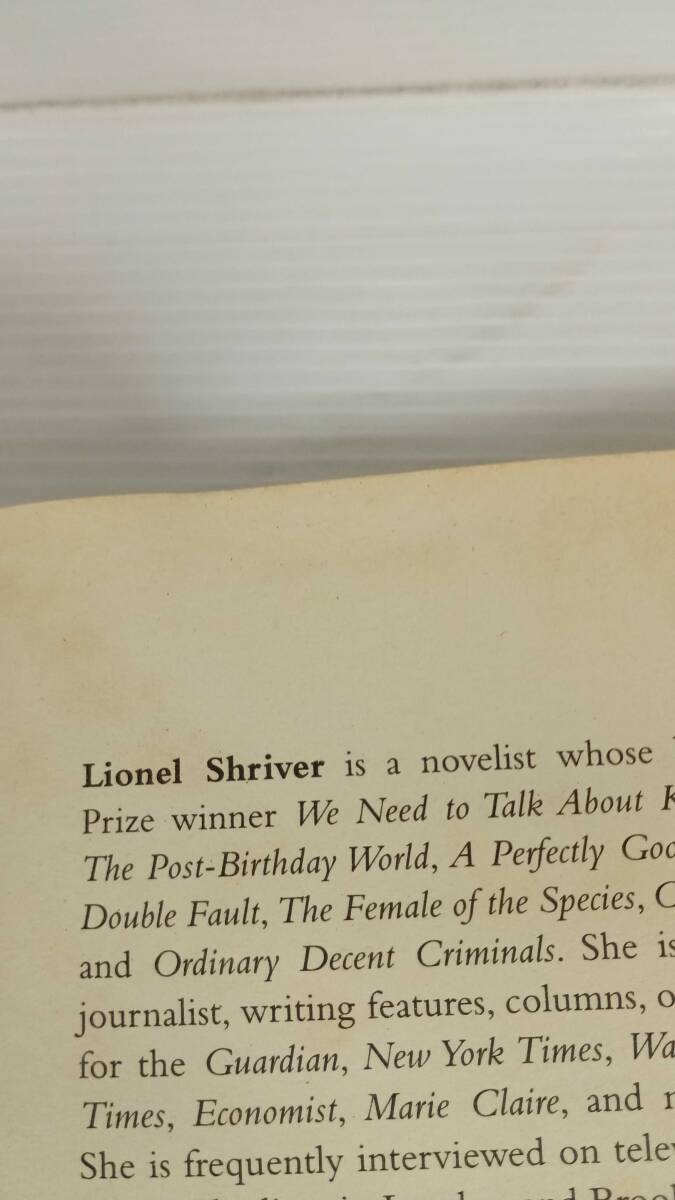 Lionel Shriver is a novelist whose
Prize winner We Need to Talk About
The Post-Birthday World, A Perfectly
Double Fault, The Female of the Species,
and Ordinary Decent Criminals. She
journalist, writing features, columns,
for the Guardian, New York Times,
Times, Economist, Marie Claire, and
She is frequently interviewed on